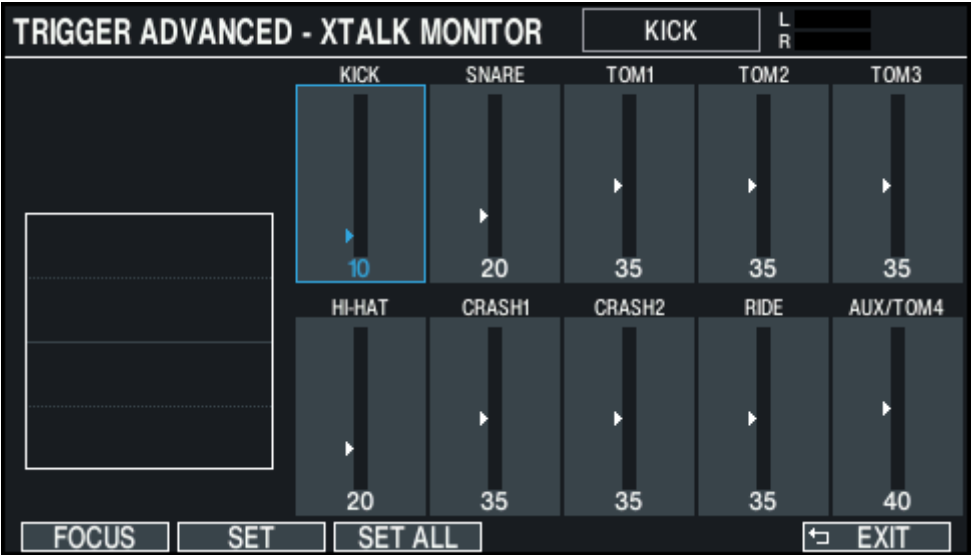 TRIGGER ADVANCED - XTALK MONITOR KICK L
R
KICK SNARE TOM1 TOM2 TOM3
10 20 35 35 35
HI-HAT CRASH1 CRASH2 RIDE AUX/TOM4
20 35 35 35 40
FOCUS SET SET ALL EXIT